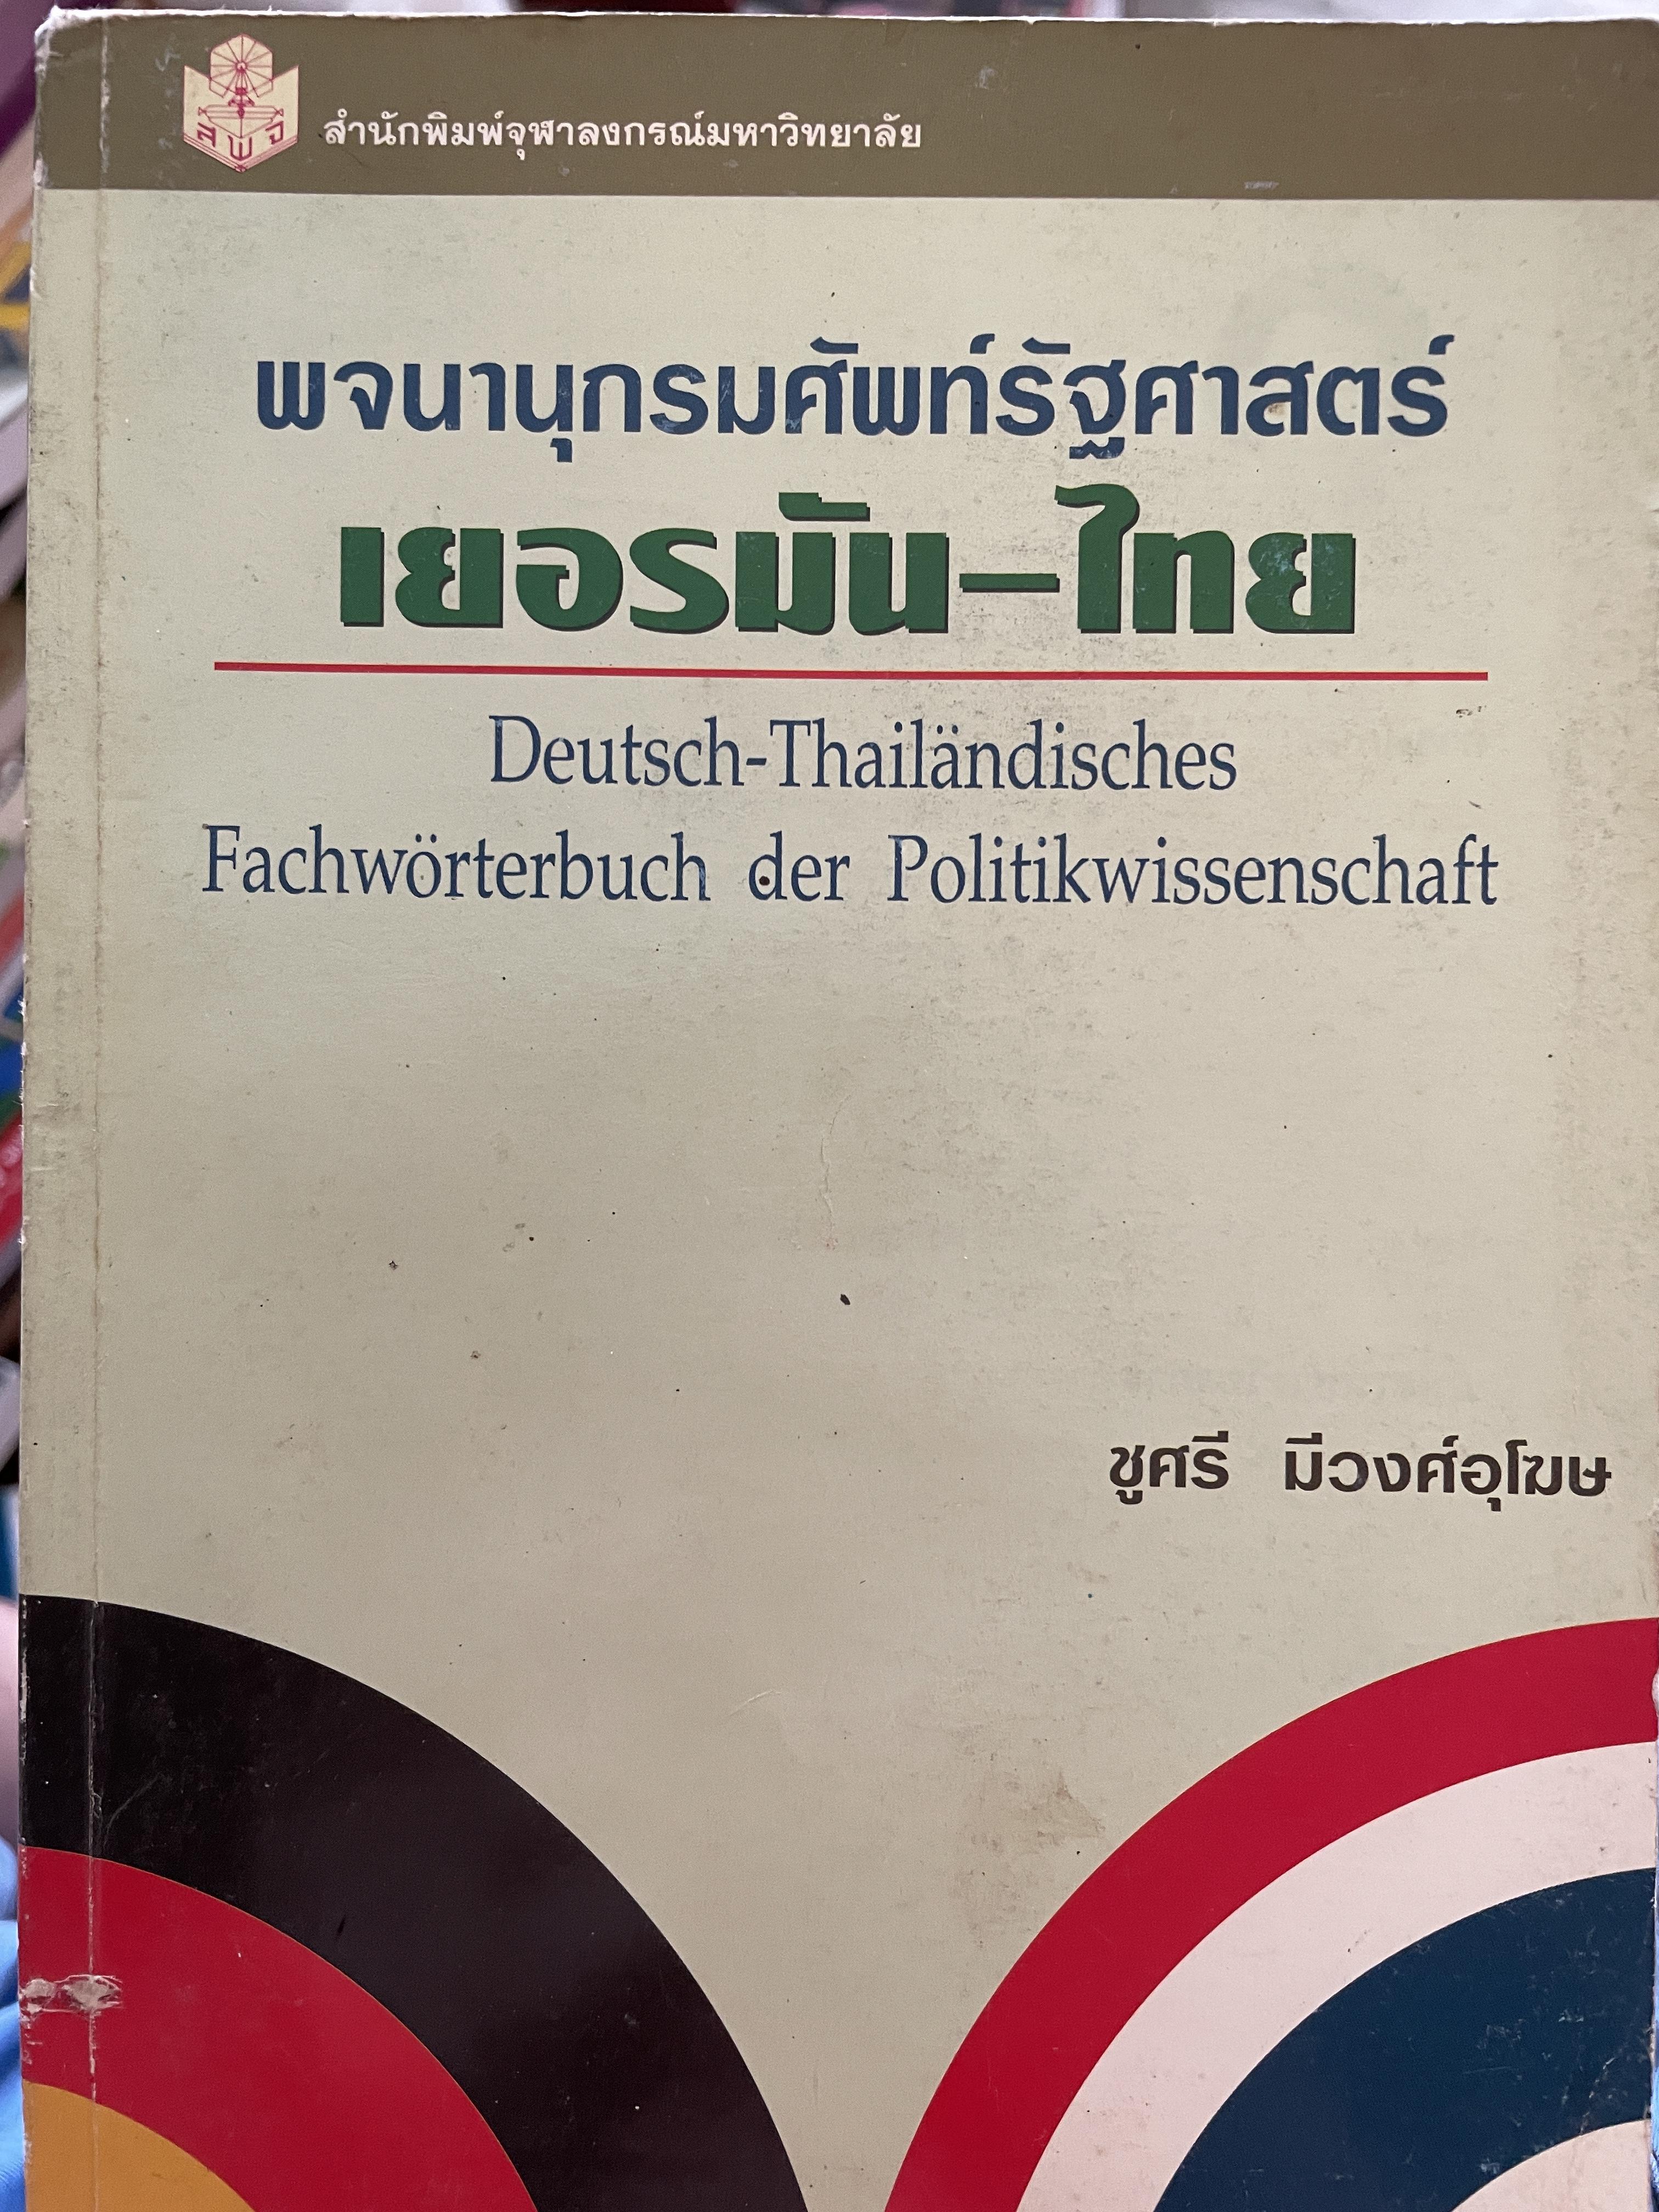 ส พ จ
สำนักพิมพ์จุฬาลงกรณ์มหาวิทยาลัย
พจนานุกรมศัพท์รัฐศาสตร์
เยอรมัน–ไทย
Deutsch-Thailändisches
Fachwörterbuch der Politikwissenschaft
ชูศรี มีวงศ์อุโฆษ